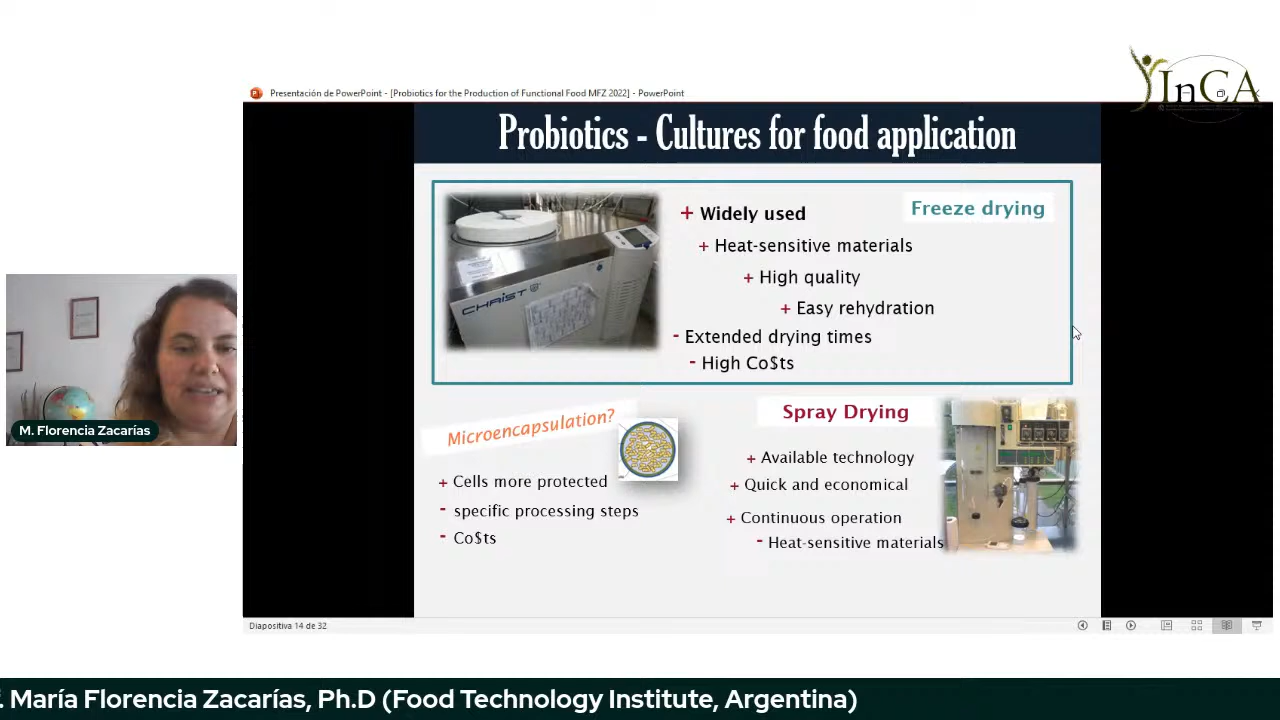 InCA
Presentación de PowerPoint - [Probiotics for the Production of Functional Food MFZ 2022] - PowerPoint
Probiotics - Cultures for food application
Freeze drying
+ Widely used
+ Heat-sensitive materials
+ High quality
+ Easy rehydration
- Extended drying times
- High Co$ts
CHRIST
Microencapsulation?
+ Cells more protected
- specific processing steps
- Co$ts
Spray Drying
+ Available technology
+ Quick and economical
+ Continuous operation
- Heat-sensitive materials
M. Florencia Zacarías
Diapositiva 14 de 32
María Florencia Zacarías, Ph.D (Food Technology Institute, Argentina)